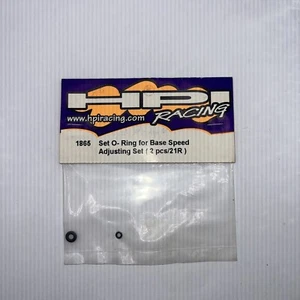 HPI
RACING
www.hpiracing.com
1865 Set O- Ring for Base Speed
Adjusting Set ( 2 pcs/21R )